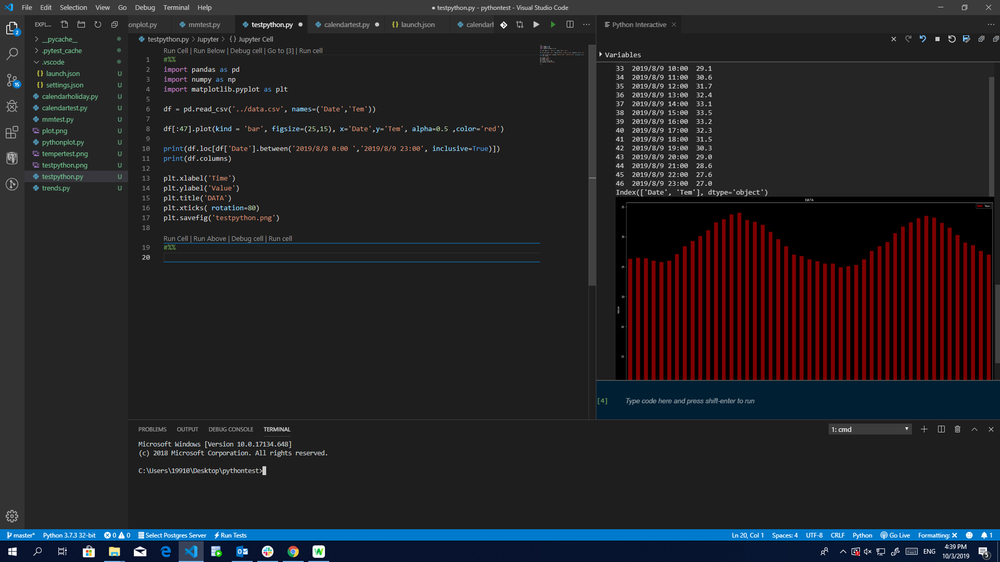 File Edit Selection View Go Debug Terminal Help
● testpython.py - pythontest - Visual Studio Code
EXPL...
onplot.py mmtest.py testpython.py ● calendartest.py ● {} launch.json calendarl
Python Interactive
testpython.py > Jupyter > {} Jupyter Cell
2
15
__pycache__
.pytest_cache
.vscode
{} launch.json U
{} settings.json U
calendarholiday.py U
calendartest.py U
mmtest.py U
plot.png U
pythonplot.py U
tempertest.png U
testpython.png U
testpython.py U
trends.py U
Run Cell | Run Below | Debug cell | Go to [3] | Run cell
1 #%%
2 import pandas as pd
3 import numpy as np
4 import matplotlib.pyplot as plt
5
6 df = pd.read_csv('../data.csv', names=('Date','Tem'))
7
8 df[:47].plot(kind = 'bar', figsize=(25,15), x='Date',y='Tem', alpha=0.5 ,color='red')
9
10 print(df.loc[df['Date'].between('2019/8/8 0:00 ','2019/8/9 23:00', inclusive=True)])
11 print(df.columns)
12
13 plt.xlabel('Time')
14 plt.ylabel('Value')
15 plt.title('DATA')
16 plt.xticks( rotation=80)
17 plt.savefig('testpython.png')
18
Run Cell | Run Above | Debug cell | Run cell
19 #%%
20
Variables
33 2019/8/9 10:00 29.1
34 2019/8/9 11:00 30.6
35 2019/8/9 12:00 31.7
36 2019/8/9 13:00 32.4
37 2019/8/9 14:00 33.1
38 2019/8/9 15:00 33.5
39 2019/8/9 16:00 33.2
40 2019/8/9 17:00 32.3
41 2019/8/9 18:00 31.5
42 2019/8/9 19:00 30.3
43 2019/8/9 20:00 29.0
44 2019/8/9 21:00 28.6
45 2019/8/9 22:00 27.6
46 2019/8/9 23:00 27.0
Index(['Date', 'Tem'], dtype='object')
DATA
Tem
35
30
25
20
Value
15
10
[4] Type code here and press shift-enter to run
PROBLEMS OUTPUT DEBUG CONSOLE TERMINAL
1: cmd
Microsoft Windows [Version 10.0.17134.648]
(c) 2018 Microsoft Corporation. All rights reserved.
C:\Users\19910\Desktop\pythontest>
master* Python 3.7.3 32-bit 0 0 Select Postgres Server Run Tests
Ln 20, Col 1 Spaces: 4 UTF-8 CRLF Python Go Live Formatting: ✕ 1
ENG
4:39 PM
10/3/2019
5